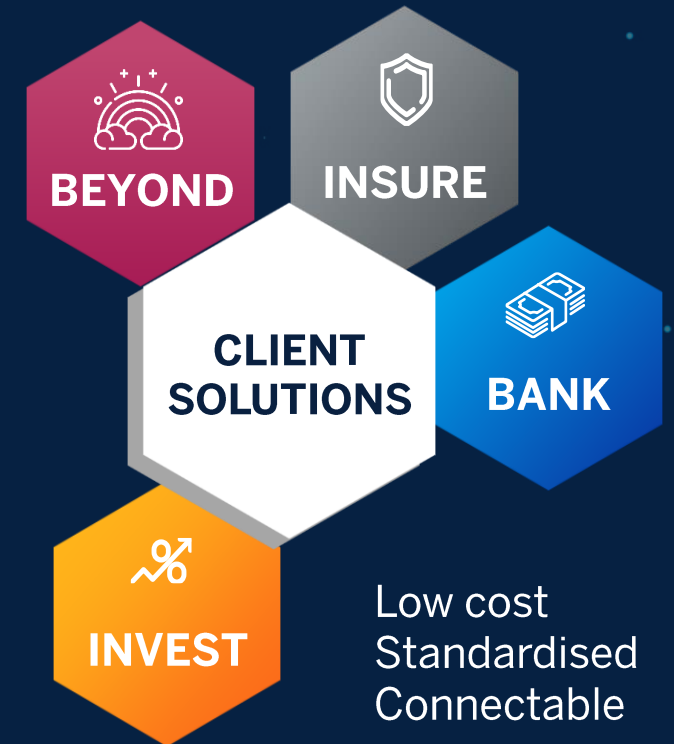 BEYOND
INSURE
CLIENT
SOLUTIONS
BANK
INVEST
Low cost
Standardised
Connectable